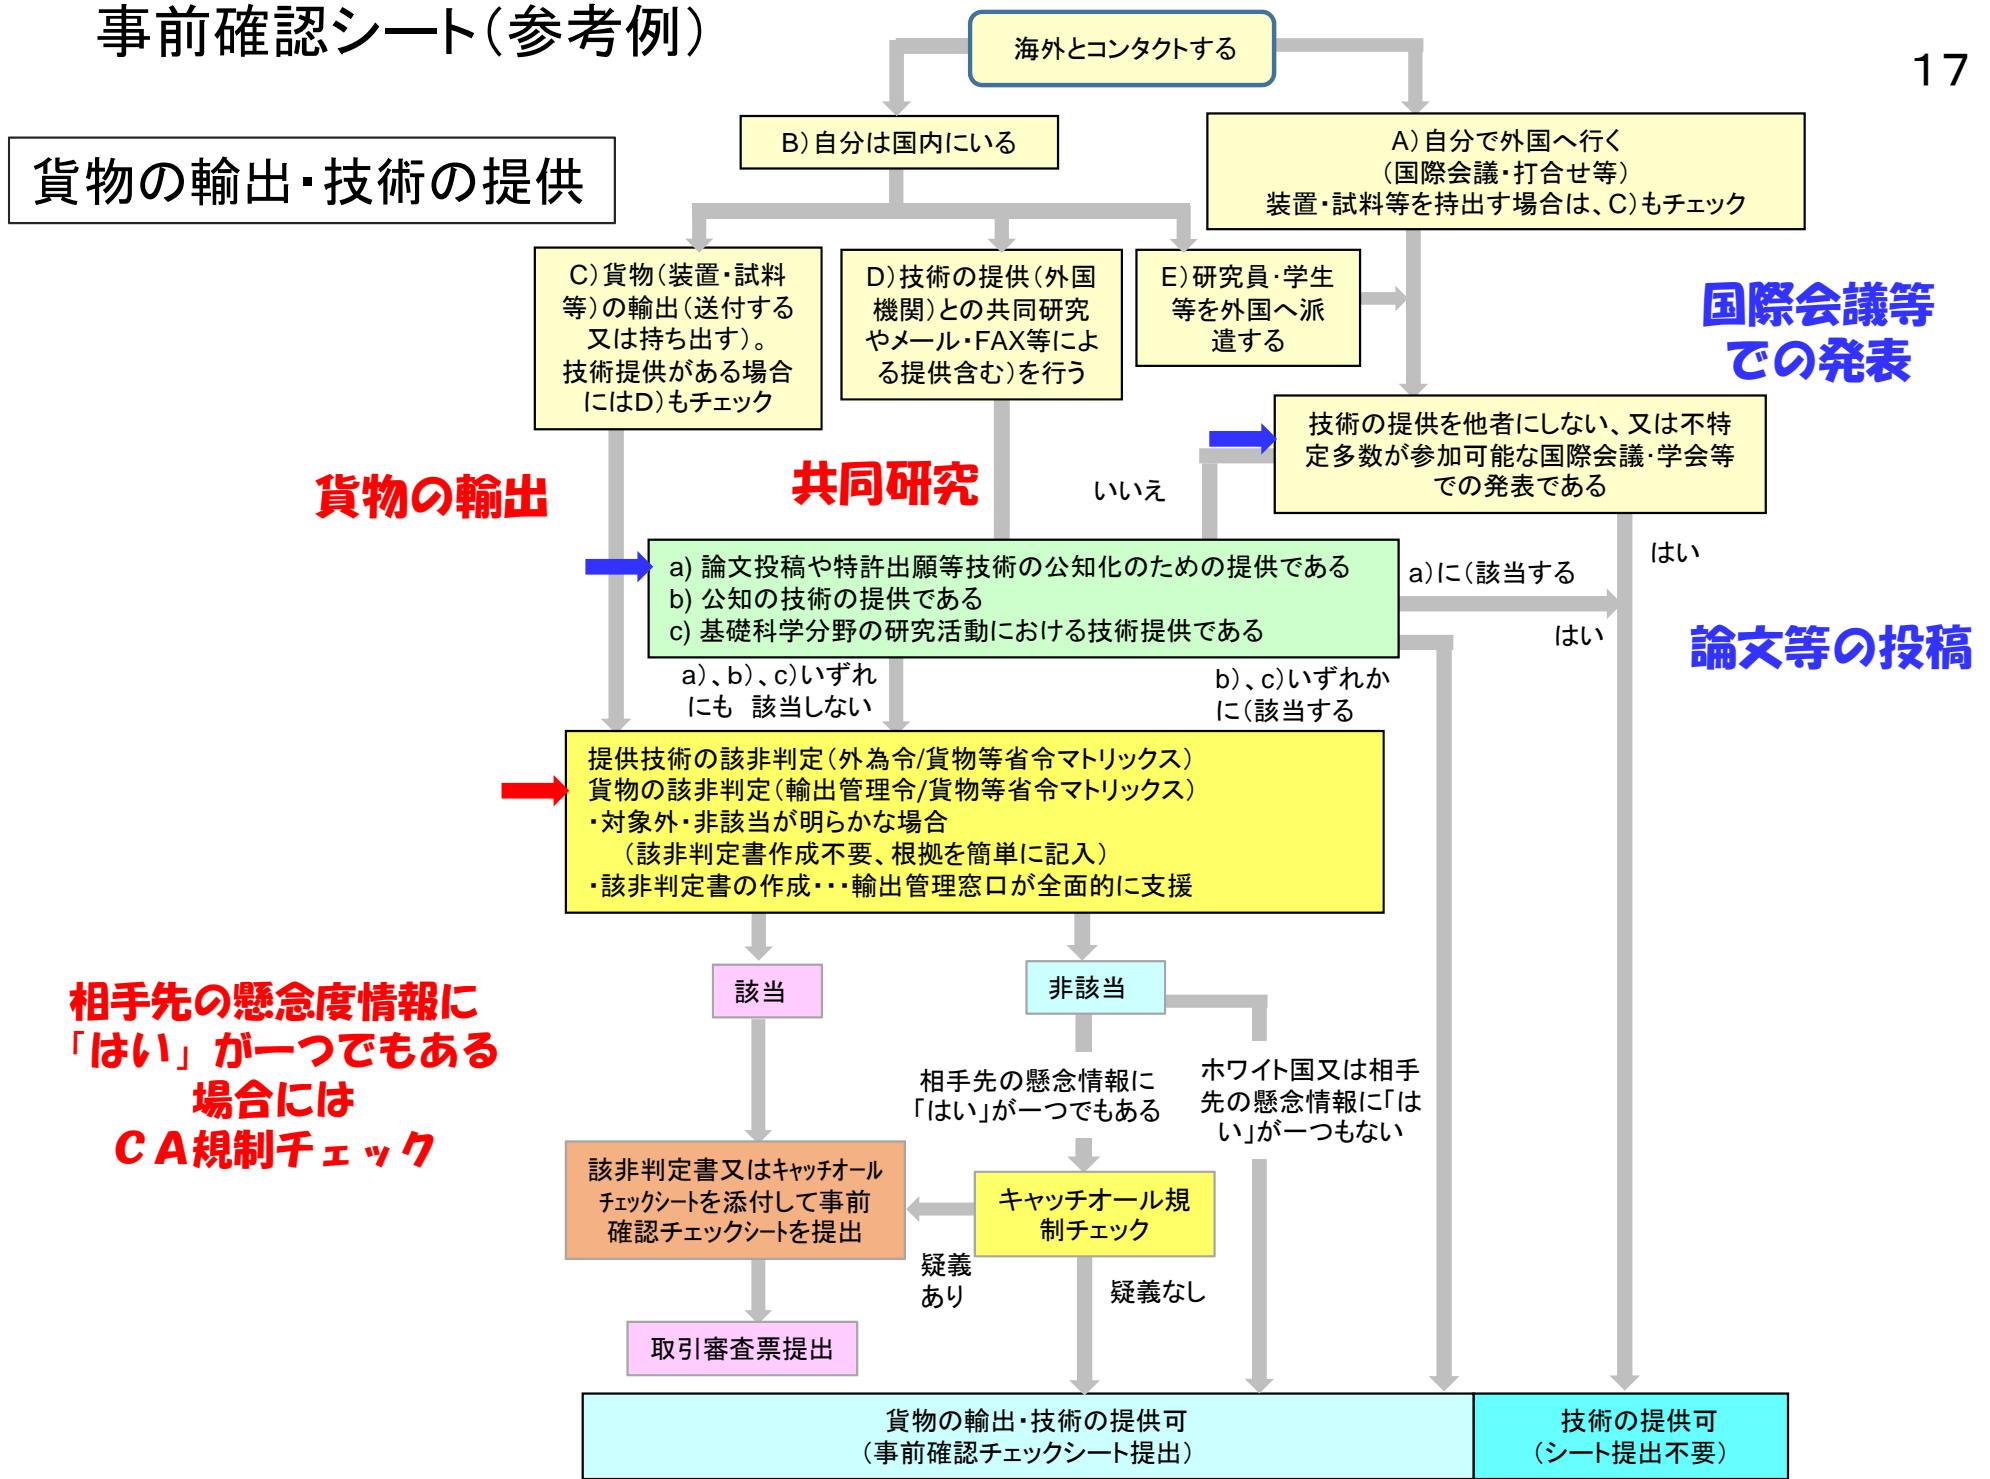 事前確認シート(参考例)
17
貨物の輸出・技術の提供
海外とコンタクトする
B)自分は国内にいる
A)自分で外国へ行く
(国際会議・打合せ等)
装置・試料等を持出す場合は、C)もチェック
C)貨物(装置・試料
等)の輸出(送付する
又は持ち出す)。
技術提供がある場合
にはD)もチェック
D)技術の提供(外国
機関)との共同研究
やメール・FAX等によ
る提供含む)を行う
E)研究員・学生
等を外国へ派
遣する
国際会議等
での発表
技術の提供を他者にしない、又は不特
定多数が参加可能な国際会議・学会等
での発表である
貨物の輸出
共同研究
いいえ
はい
a) 論文投稿や特許出願等技術の公知化のための提供である
b) 公知の技術の提供である
c) 基礎科学分野の研究活動における技術提供である
a)に(該当する
はい
論文等の投稿
a)、b)、c)いずれ
にも 該当しない
b)、c)いずれか
に(該当する
提供技術の該非判定(外為令/貨物等省令マトリックス)
貨物の該非判定(輸出管理令/貨物等省令マトリックス)
・対象外・非該当が明らかな場合
(該非判定書作成不要、根拠を簡単に記入)
・該非判定書の作成・・・輸出管理窓口が全面的に支援
該当
非該当
相手先の懸念度情報に
「はい」が一つでもある
場合には
CA規制チェック
相手先の懸念情報に
「はい」が一つでもある
ホワイト国又は相手
先の懸念情報に「は
い」が一つもない
該非判定書又はキャッチオール
チェックシートを添付して事前
確認チェックシートを提出
キャッチオール規
制チェック
疑義
あり
疑義なし
取引審査票提出
貨物の輸出・技術の提供可
(事前確認チェックシート提出)
技術の提供可
(シート提出不要)